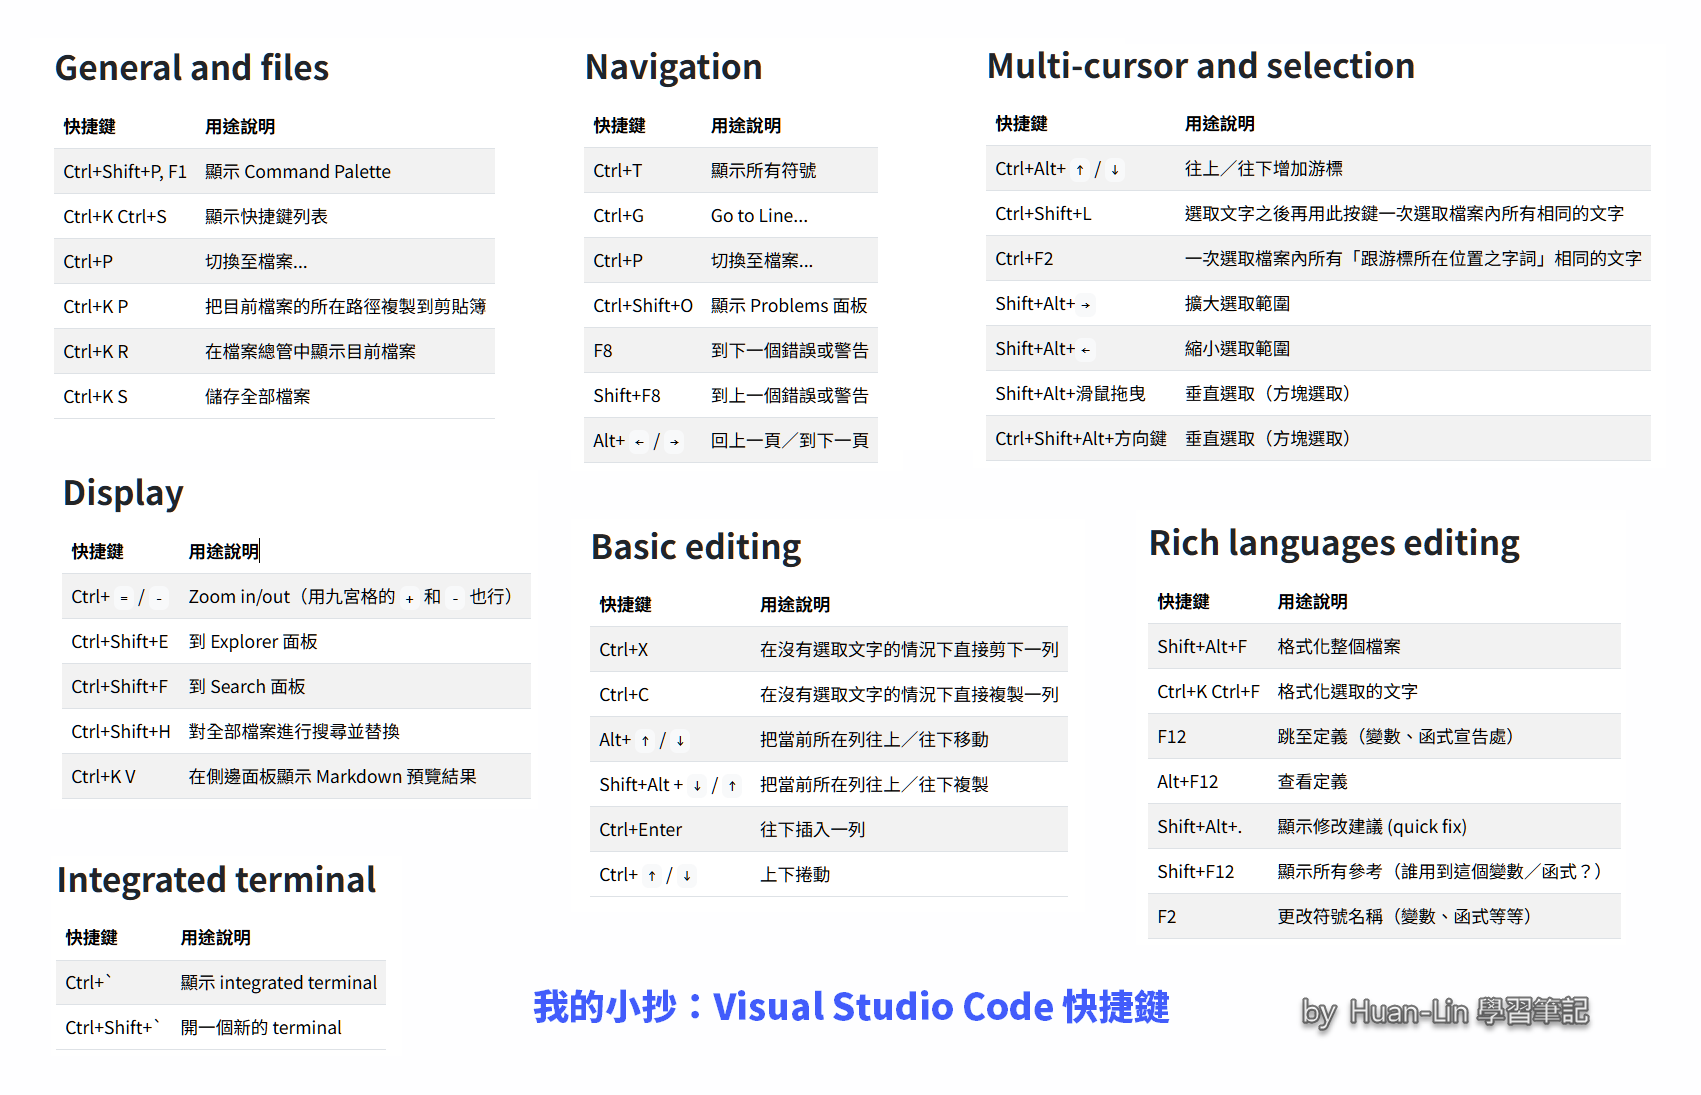 General and files
快捷鍵 用途說明
Ctrl+Shift+P, F1 顯示 Command Palette
Ctrl+K Ctrl+S 顯示快捷鍵列表
Ctrl+P 切換至檔案...
Ctrl+K P 把目前檔案的所在路徑複製到剪貼簿
Ctrl+K R 在檔案總管中顯示目前檔案
Ctrl+K S 儲存全部檔案
Navigation
快捷鍵 用途說明
Ctrl+T 顯示所有符號
Ctrl+G Go to Line...
Ctrl+P 切換至檔案...
Ctrl+Shift+O 顯示 Problems 面板
F8 到下一個錯誤或警告
Shift+F8 到上一個錯誤或警告
Alt+ ← / → 回上一頁／到下一頁
Multi-cursor and selection
快捷鍵 用途說明
Ctrl+Alt+ ↑ / ↓ 往上／往下增加游標
Ctrl+Shift+L 選取文字之後再用此按鍵一次選取檔案內所有相同的文字
Ctrl+F2 一次選取檔案內所有「跟游標所在位置之字詞」相同的文字
Shift+Alt+ → 擴大選取範圍
Shift+Alt+ ← 縮小選取範圍
Shift+Alt+滑鼠拖曳 垂直選取（方塊選取）
Ctrl+Shift+Alt+方向鍵 垂直選取（方塊選取）
Display
快捷鍵 用途說明
Ctrl+ = / - Zoom in/out（用九宮格的 + 和 - 也行）
Ctrl+Shift+E 到 Explorer 面板
Ctrl+Shift+F 到 Search 面板
Ctrl+Shift+H 對全部檔案進行搜尋並替換
Ctrl+K V 在側邊面板顯示 Markdown 預覽結果
Basic editing
快捷鍵 用途說明
Ctrl+X 在沒有選取文字的情況下直接剪下一列
Ctrl+C 在沒有選取文字的情況下直接複製一列
Alt+ ↑ / ↓ 把當前所在列往上／往下移動
Shift+Alt + ↓ / ↑ 把當前所在列往上／往下複製
Ctrl+Enter 往下插入一列
Ctrl+ ↑ / ↓ 上下捲動
Rich languages editing
快捷鍵 用途說明
Shift+Alt+F 格式化整個檔案
Ctrl+K Ctrl+F 格式化選取的文字
F12 跳至定義（變數、函式宣告處）
Alt+F12 查看定義
Shift+Alt+. 顯示修改建議 (quick fix)
Shift+F12 顯示所有參考（誰用到這個變數／函式？）
F2 更改符號名稱（變數、函式等等）
Integrated terminal
快捷鍵 用途說明
Ctrl+` 顯示 integrated terminal
Ctrl+Shift+` 開一個新的 terminal
我的小抄：Visual Studio Code 快捷鍵
by Huan-Lin 學習筆記